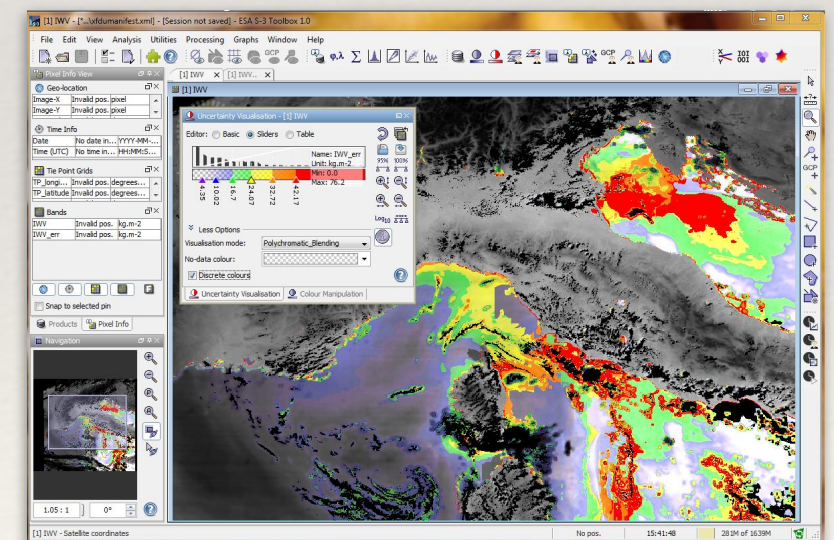 [1] IWV - ["...\xfdumanifest.xml] - [Session not saved] - ESA S-3 Toolbox 1.0
File Edit View Analysis Utilities Processing Graphs Window Help
GCP φ,λ Σ GCP
Pixel Info View
[1] IWV [1] IWV..
Geo-location
[1] IWV
Image-X Invalid pos. pixel
Image-Y Invalid pos. pixel
Time Info
Date No date in... YYYY-MM-...
Time (UTC) No time in... HH:MM:S...
Tie Point Grids
TP_longi... Invalid pos. degrees...
TP_latitude Invalid pos. degrees...
Bands
IWV Invalid pos. kg.m-2
IWV_err Invalid pos. kg.m-2
Snap to selected pin
Products Pixel Info
Uncertainty Visualisation - [1] IWV
Editor: Basic Sliders Table
Name: IWV_err
Unit: kg.m-2
Min: 0.0
Max: 76.2
95% 100%
4.35 10.02 16.7 24.07 32.72 42.17
Log10
Less Options
Visualisation mode: Polychromatic_Blending
No-data colour:
Discrete colours
Uncertainty Visualisation Colour Manipulation
GCP
Navigation
1.05 : 1 0°
[1] IWV - Satellite coordinates No pos. 15:41:48 281M of 1639M